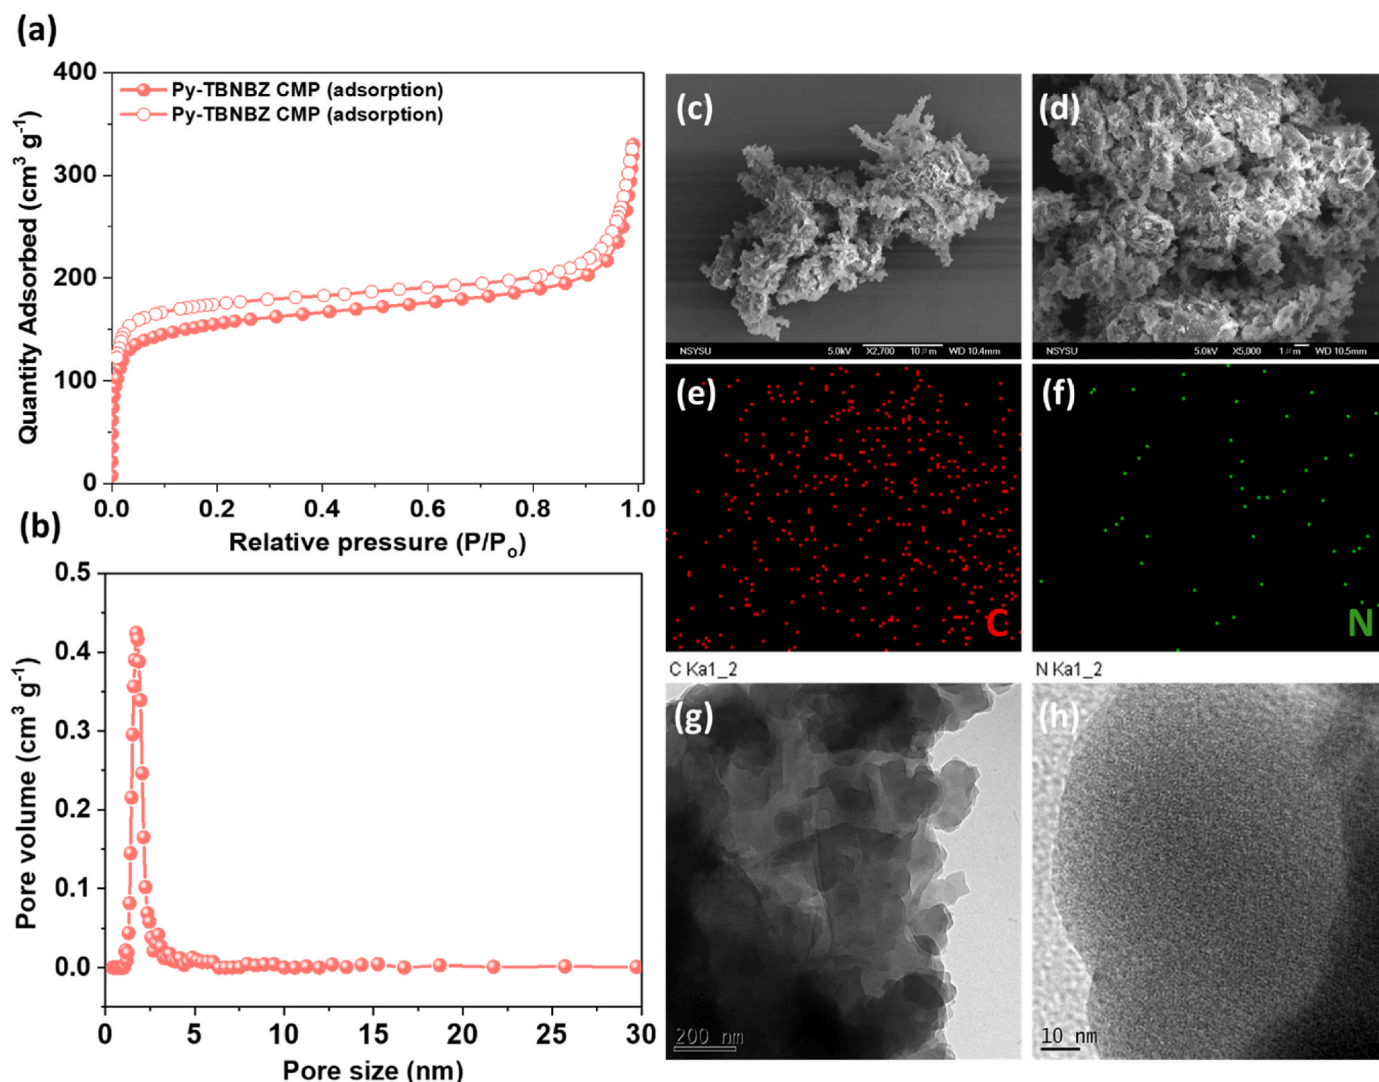 (a)
400
300
200
100
0
Quantity Adsorbed (cm³ g⁻¹)
Py-TBNBZ CMP (adsorption)
Py-TBNBZ CMP (adsorption)
0.0 0.2 0.4 0.6 0.8 1.0
Relative pressure (P/Pₒ)
(b)
0.5
0.4
0.3
0.2
0.1
0.0
Pore volume (cm³ g⁻¹)
0 5 10 15 20 25 30
Pore size (nm)
(c)
NSYSU 5.0kV X2,700 10μm WD 10.4mm
(d)
NSYSU 5.0kV X5,000 1μm WD 10.5mm
(e)
C
C Ka1_2
(f)
N
N Ka1_2
(g)
200 nm
(h)
10 nm